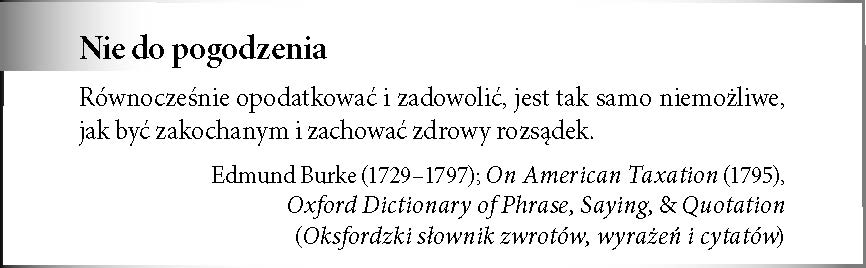 Nie do pogodzenia
Równocześnie opodatkować i zadowolić, jest tak samo niemożliwe,
jak być zakochanym i zachować zdrowy rozsądek.
Edmund Burke (1729–1797); On American Taxation (1795),
Oxford Dictionary of Phrase, Saying, & Quotation
(Oksfordzki słownik zwrotów, wyrażeń i cytatów)